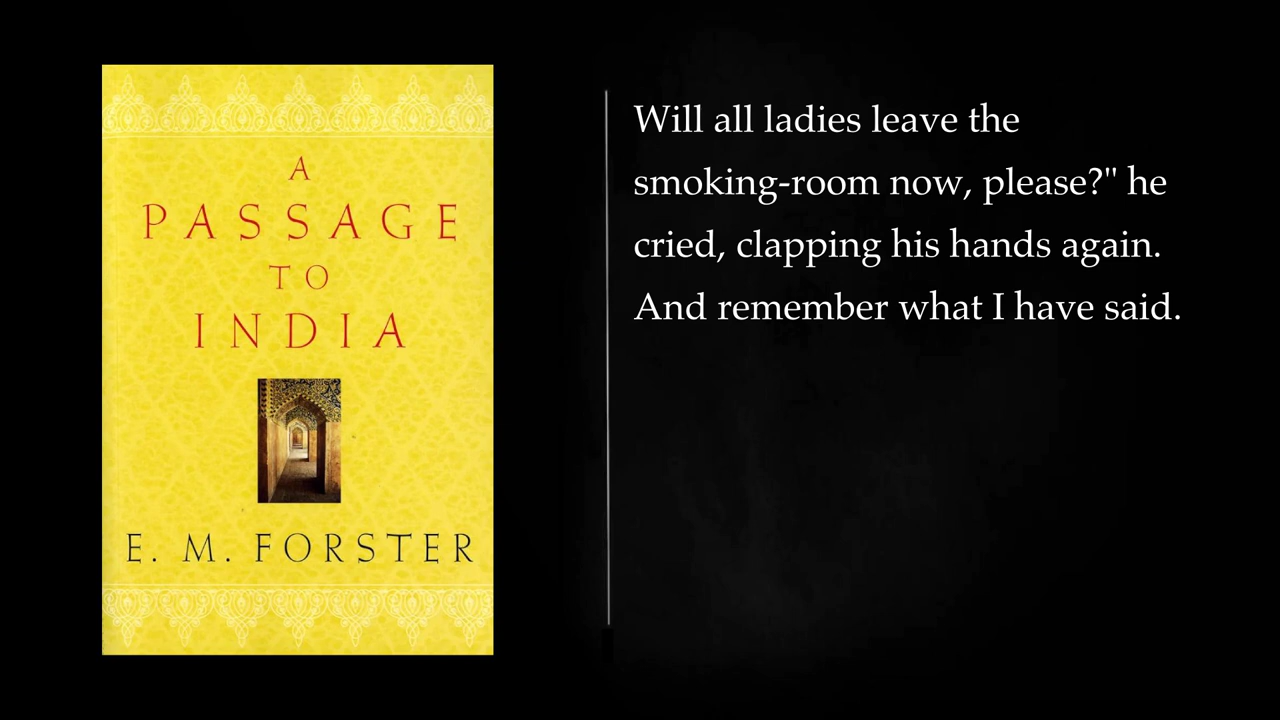 A
PASSAGE
TO
INDIA
E. M. FORSTER
Will all ladies leave the
smoking-room now, please?" he
cried, clapping his hands again.
And remember what I have said.